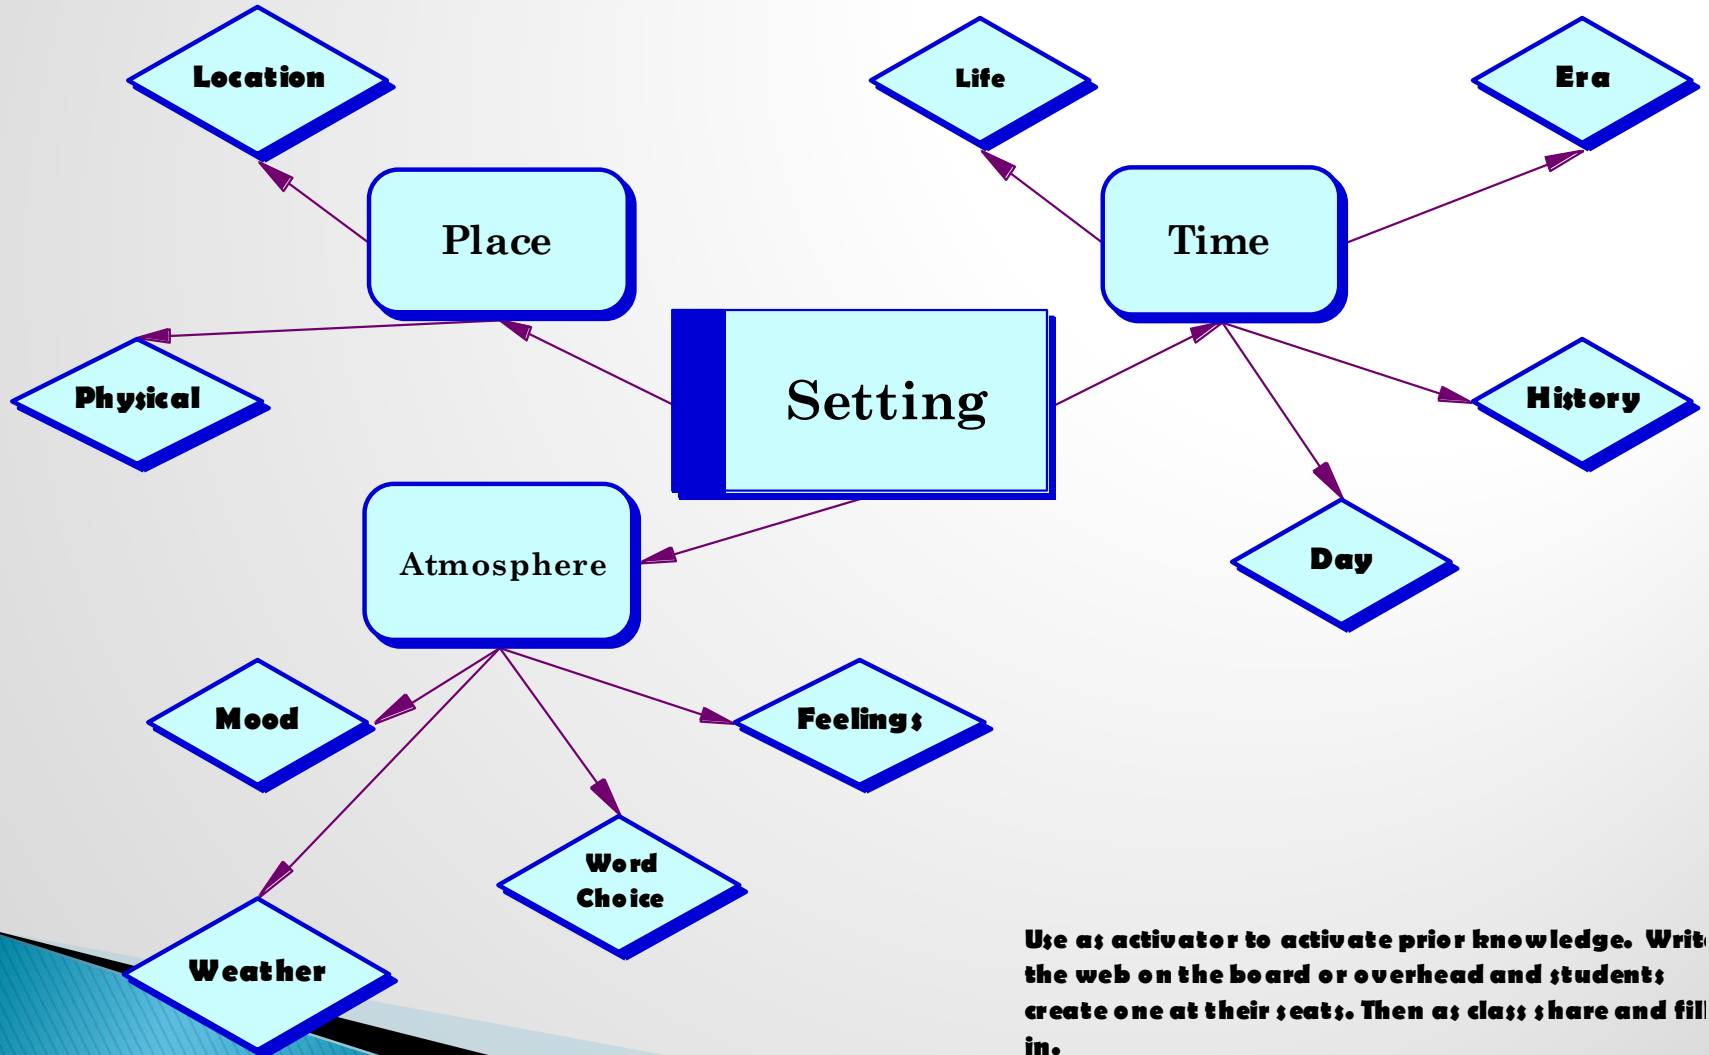 Location
Life
Era
Place
Time
Physical
Setting
History
Atmosphere
Day
Mood
Feelings
Word
Choice
Weather
Use as activator to activate prior knowledge. Writ
the web on the board or overhead and students
create one at their seats. Then as class share and fill
in.